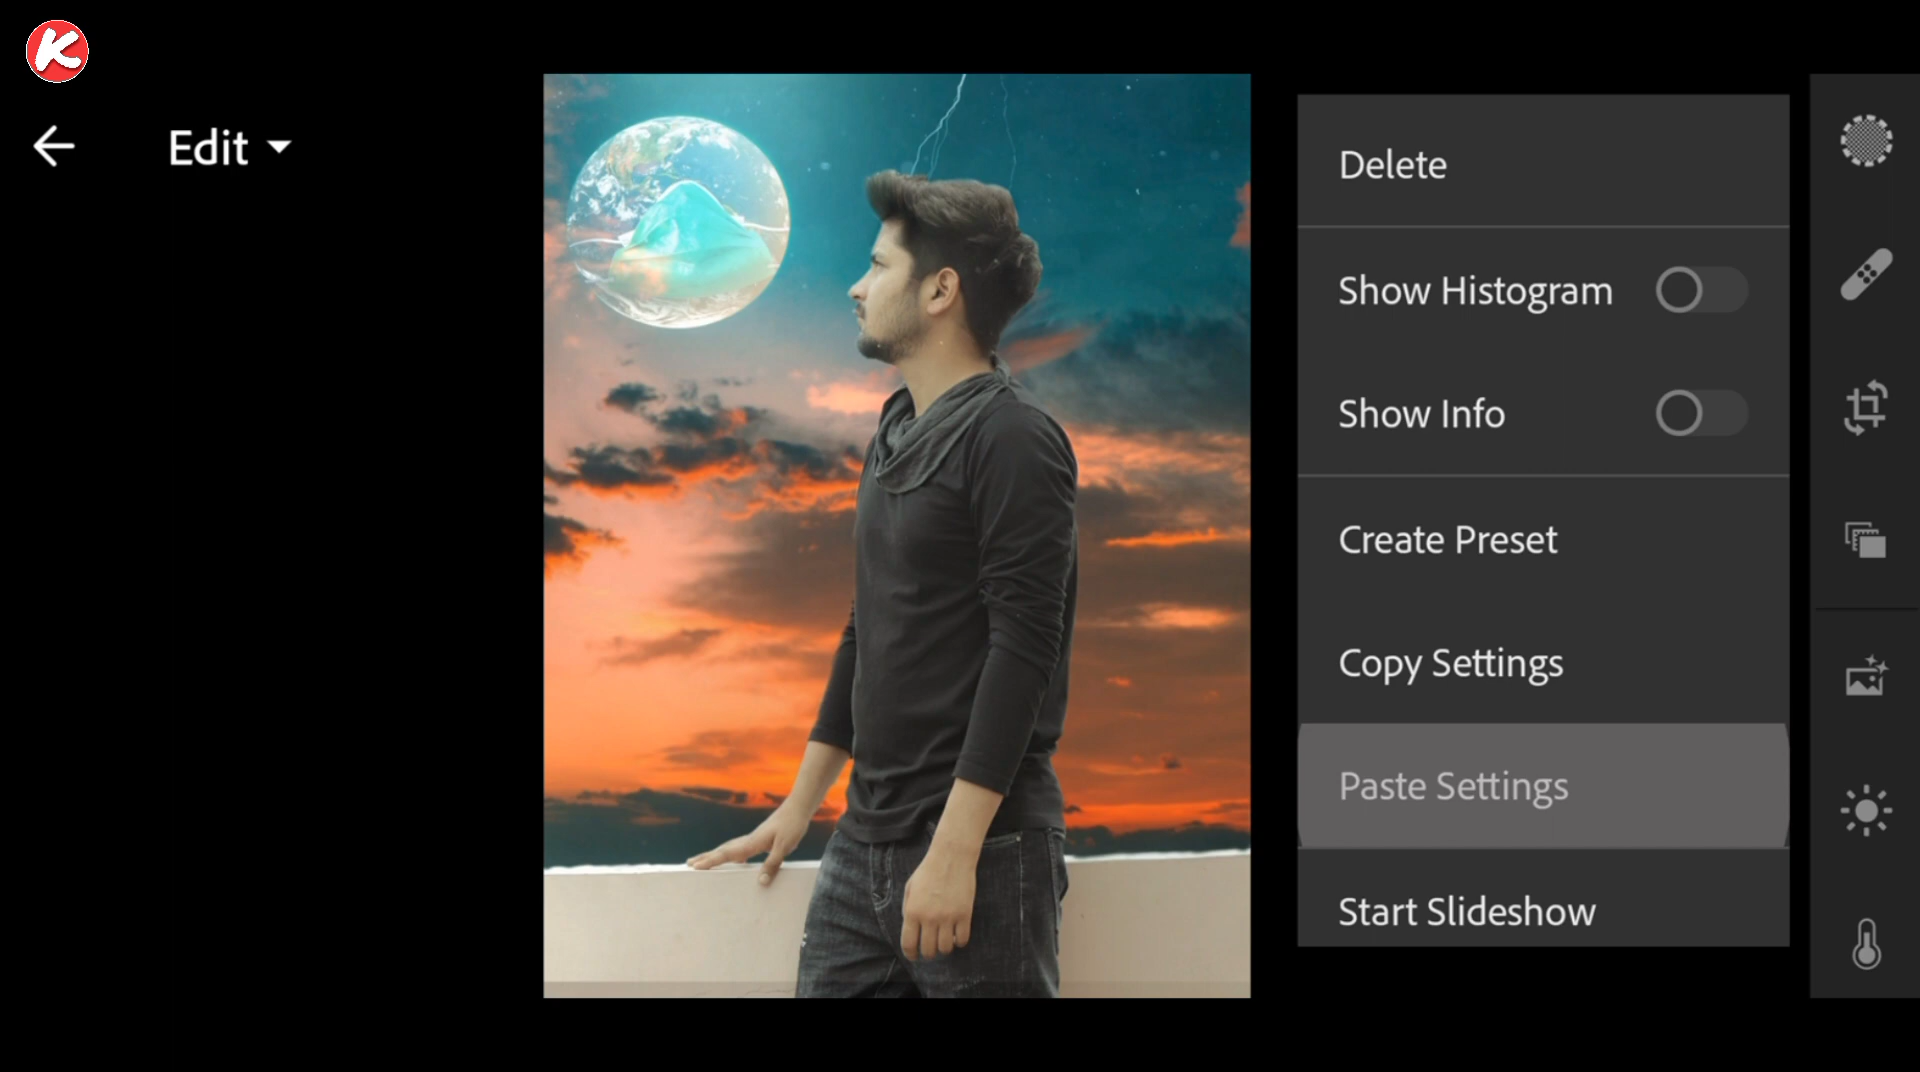 K
Edit
Delete
Show Histogram
Show Info
Create Preset
Copy Settings
Paste Settings
Start Slideshow